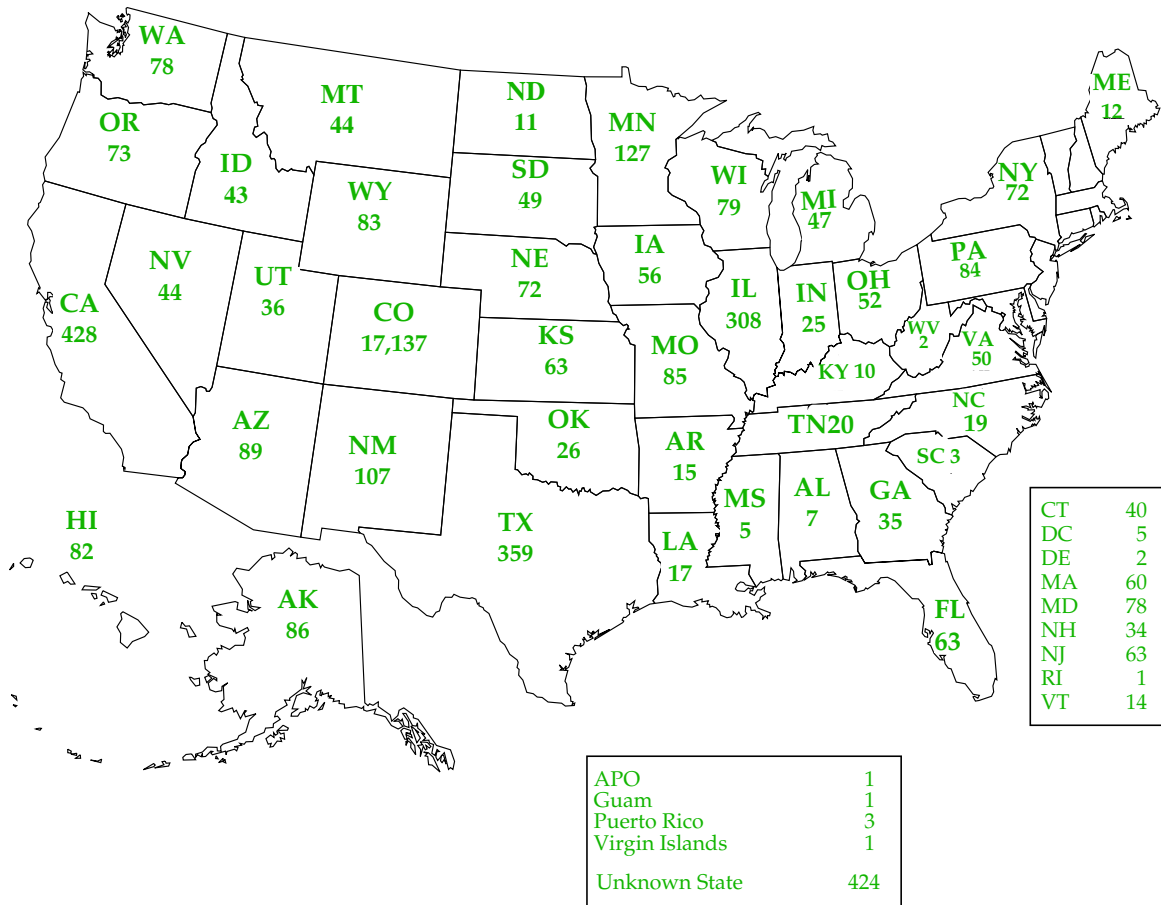 WA
78
OR
73
ID
43
MT
44
ND
11
MN
127
ME
12
SD
49
WY
83
WI
79
MI
47
NY
72
NV
44
UT
36
CA
428
CO
17,137
NE
72
IA
56
IL
308
IN
25
OH
52
PA
84
WV
2
VA
50
KS
63
MO
85
KY 10
AZ
89
NM
107
OK
26
AR
15
TN20
NC
19
SC 3
MS
5
AL
7
GA
35
TX
359
LA
17
FL
63
HI
82
AK
86
CT 40
DC 5
DE 2
MA 60
MD 78
NH 34
NJ 63
RI 1
VT 14
APO 1
Guam 1
Puerto Rico 3
Virgin Islands 1
Unknown State 424